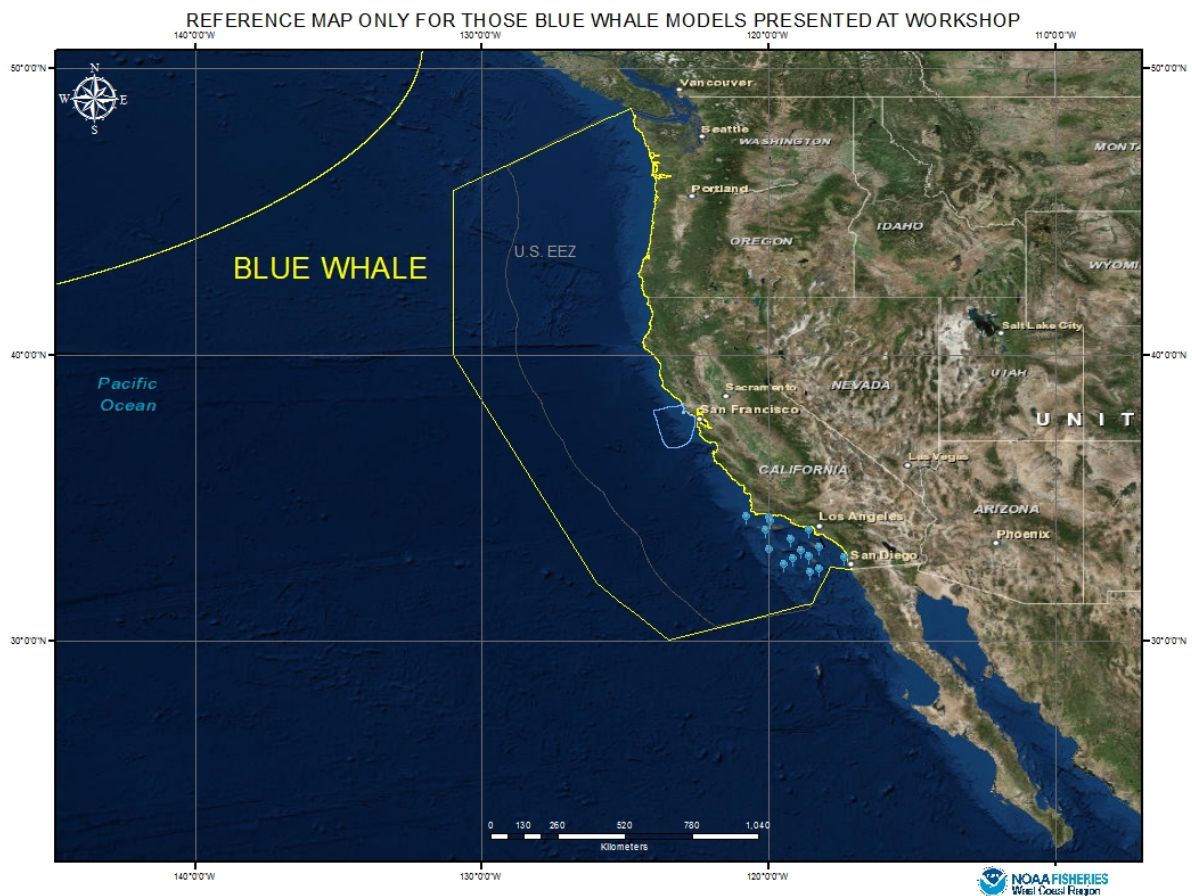 REFERENCE MAP ONLY FOR THOSE BLUE WHALE MODELS PRESENTED AT WORKSHOP
140°0'0"W 130°0'0"W 120°0'0"W 110°0'0"W
50°0'0"N 50°0'0"N
N
W E
S
Vancouver
Seattle
WASHINGTON
MONTA
Portland
IDAHO
OREGON
U.S. EEZ
BLUE WHALE
WYOMI
Salt Lake City
40°0'0"N 40°0'0"N
UTAH
Pacific
Ocean
Sacramento
NEVADA
San Francisco
UNIT
Las Vegas
CALIFORNIA
ARIZONA
Los Angeles
Phoenix
San Diego
30°0'0"N 30°0'0"N
0 130 260 520 780 1,040
Kilometers
140°0'0"W 130°0'0"W 120°0'0"W 110°0'0"W
NOAA FISHERIES
West Coast Region